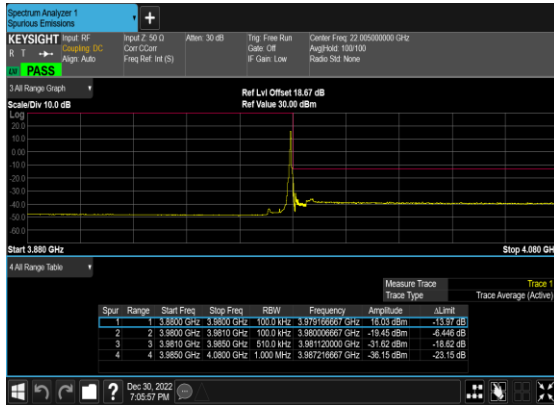 Spectrum Analyzer 1
Spurious Emissions
+
KEYSIGHT Input: RF Input Z: 50 Ω Atten: 30 dB Trig: Free Run Center Freq: 22.005000000 GHz
R T Coupling: DC Corr CCorr Gate: Off Avg|Hold: 100/100
Align: Auto Freq Ref: Int (S) IF Gain: Low Radio Std: None
PASS
3 All Range Graph
Ref Lvl Offset 18.67 dB
Scale/Div 10.0 dB Ref Value 30.00 dBm
Log
20.0
10.0
0.00
-10.0
-20.0
-30.0
-40.0
-50.0
-60.0
Start 3.880 GHz Stop 4.080 GH
4 All Range Table
Measure Trace Trace 1
Trace Type Trace Average (Active)
Spur Range Start Freq Stop Freq RBW Frequency Amplitude ΔLimit
1 1 3.8800 GHz 3.9800 GHz 100.0 kHz 3.979166667 GHz 16.03 dBm -13.97 dB
2 2 3.9800 GHz 3.9810 GHz 100.0 kHz 3.980006667 GHz -19.45 dBm -6.446 dB
3 3 3.9810 GHz 3.9850 GHz 510.0 kHz 3.981120000 GHz -31.62 dBm -18.62 dB
4 4 3.9850 GHz 4.0800 GHz 1.000 MHz 3.987216667 GHz -36.15 dBm -23.15 dB
? Dec 30, 2022
7:05:57 PM